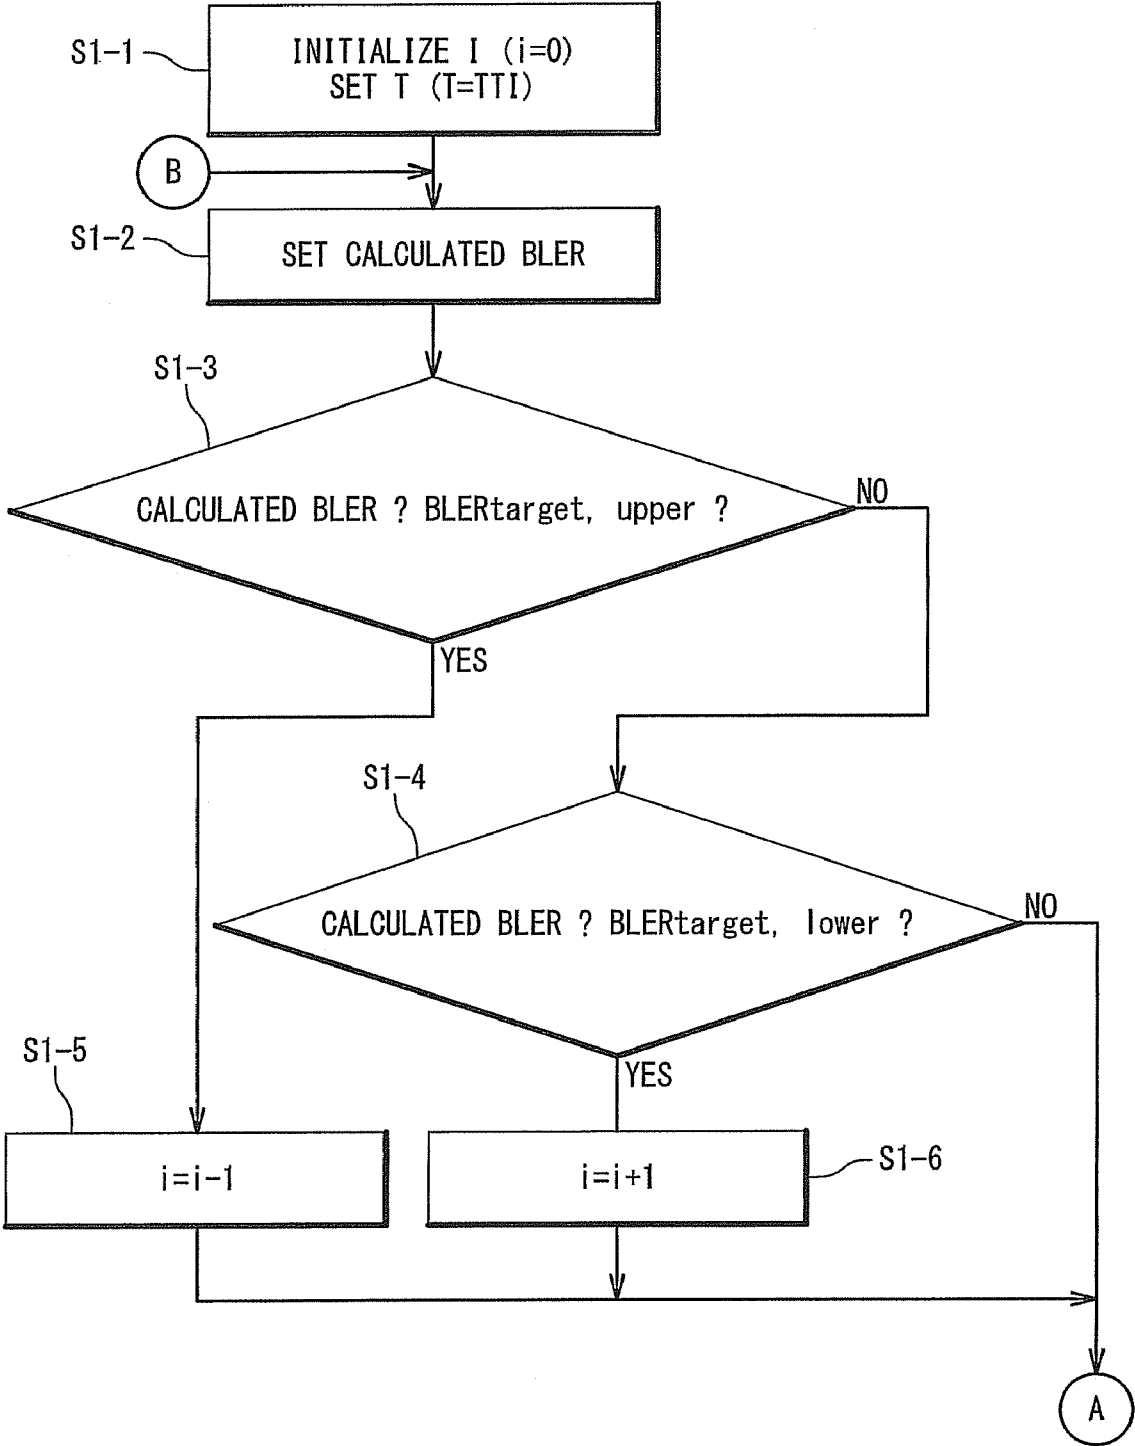 S1-1
INITIALIZE I (i=0)
SET T (T=TTI)
B
S1-2
SET CALCULATED BLER
S1-3
CALCULATED BLER ? BLERtarget, upper ?
NO
YES
S1-4
CALCULATED BLER ? BLERtarget, lower ?
NO
YES
S1-5
i=i-1
i=i+1
S1-6
A